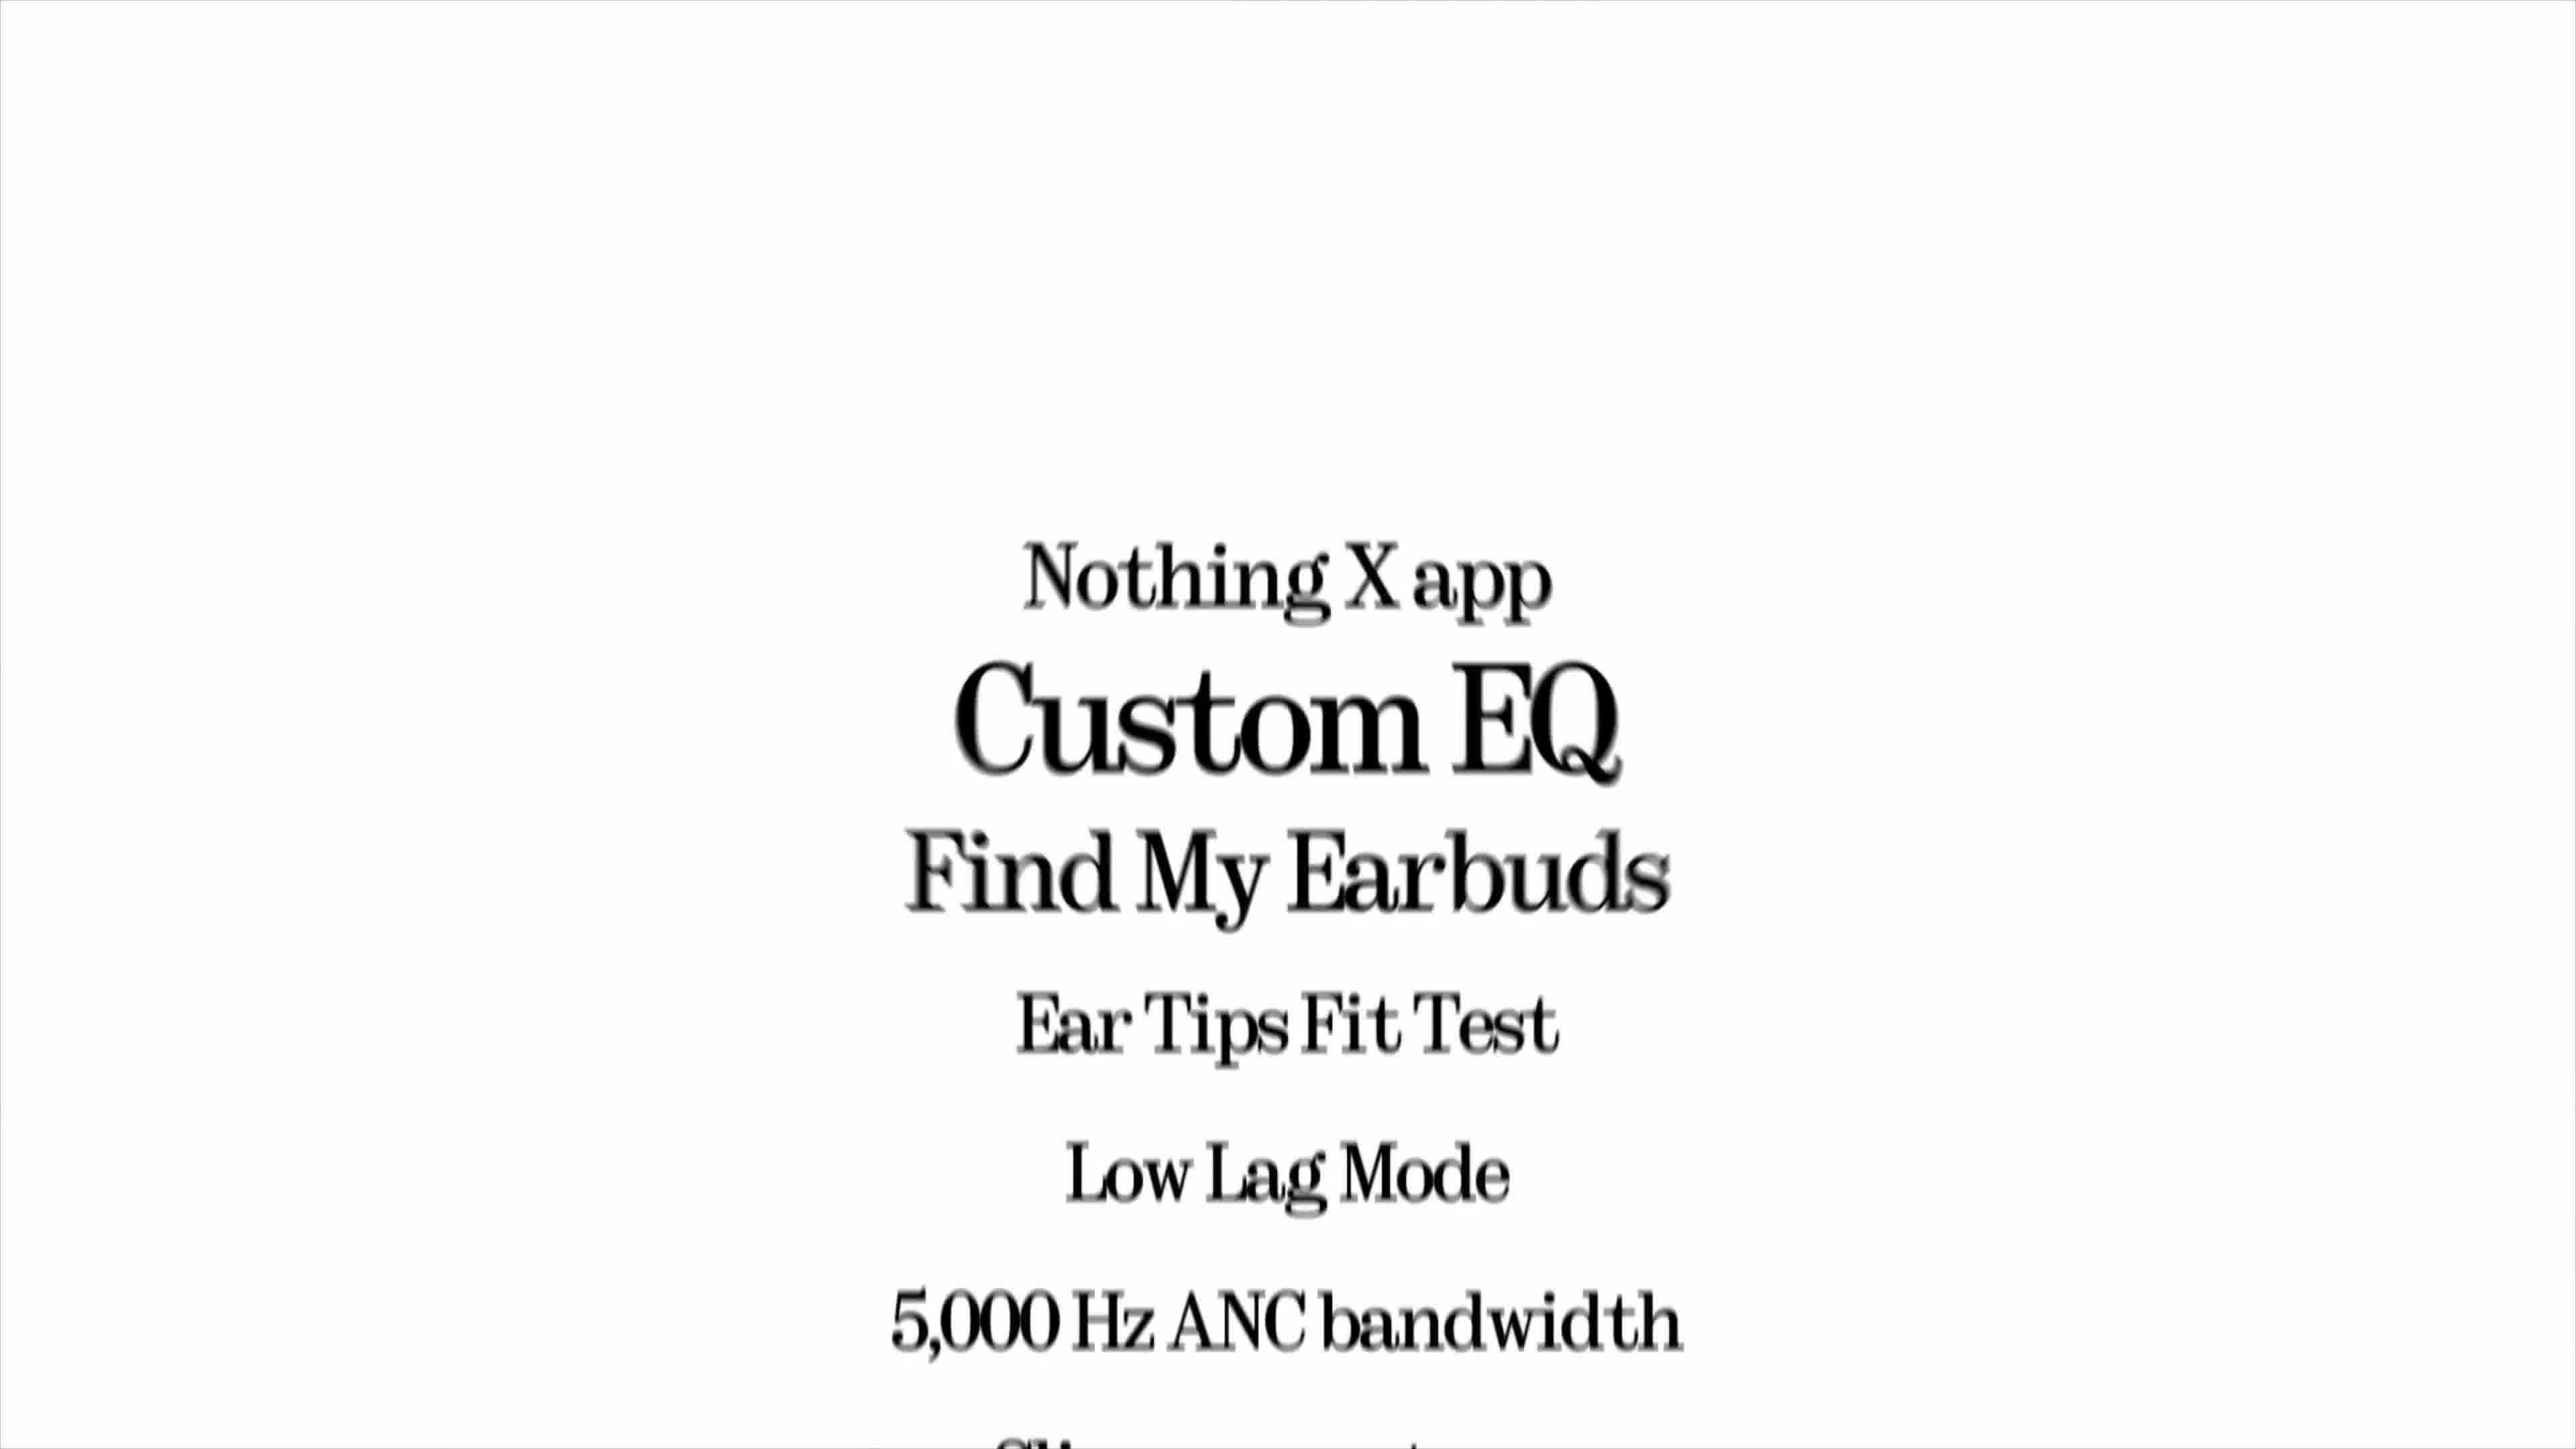 Nothing X app
Custom EQ
Find My Earbuds
Ear Tips Fit Test
Low Lag Mode
5,000 Hz ANC bandwidth